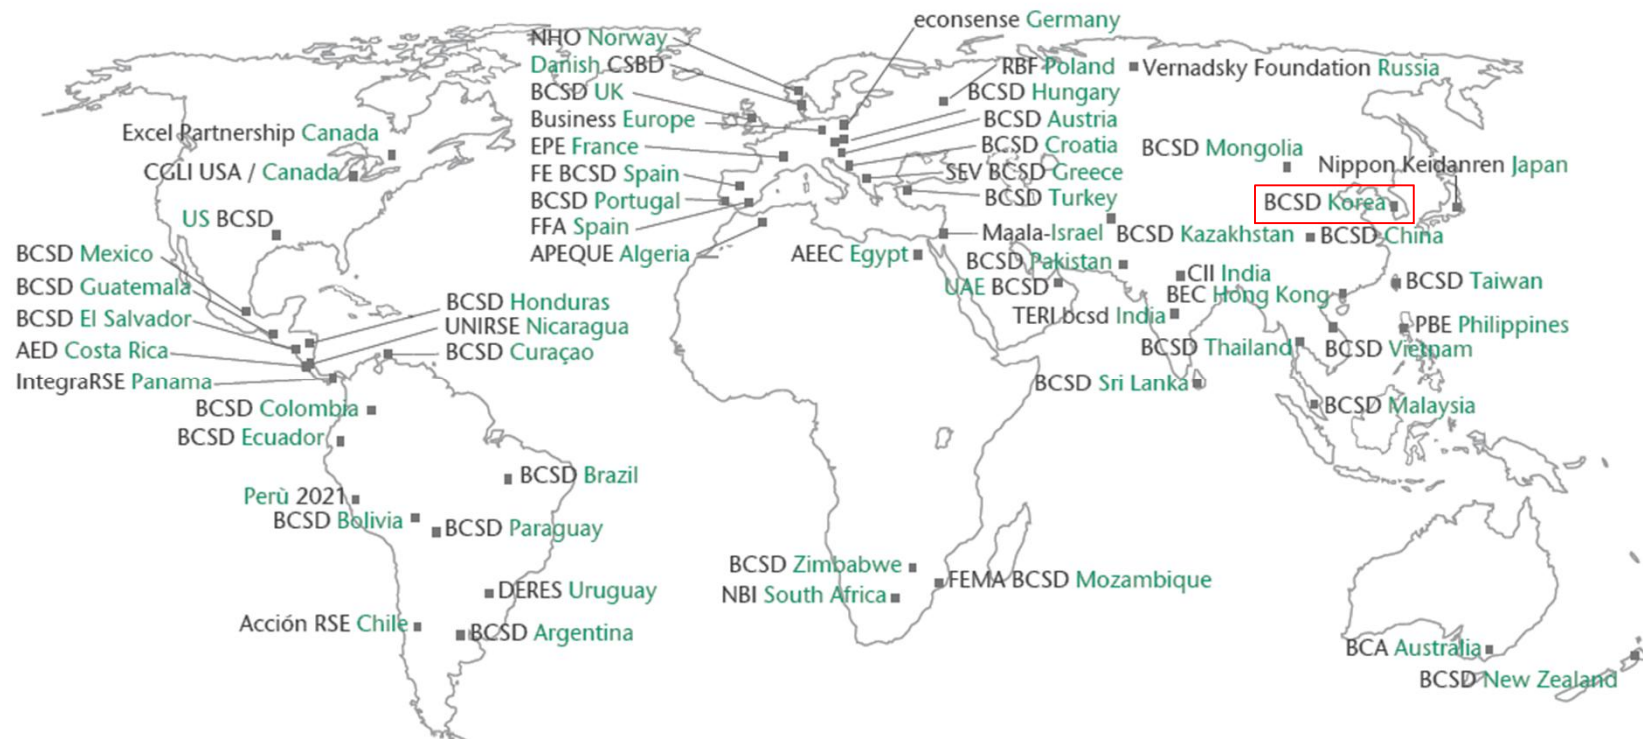 econsense Germany
NHO Norway
Danish CSBD
RBF Poland
Vernadsky Foundation Russia
BCSD UK
BCSD Hungary
Business Europe
BCSD Austria
Excel Partnership Canada
EPE France
BCSD Croatia
BCSD Mongolia
CGLI USA / Canada
FE BCSD Spain
SEV BCSD Greece
Nippon Keidanren Japan
BCSD Portugal
BCSD Turkey
BCSD Korea
US BCSD
FFA Spain
Maala-Israel
BCSD Kazakhstan
BCSD China
BCSD Mexico
APEQUE Algeria
AEEC Egypt
BCSD Pakistan
CII India
BCSD Guatemala
UAE BCSD
BEC Hong Kong
BCSD Taiwan
BCSD Honduras
BCSD El Salvador
UNIRSE Nicaragua
TERI bcsd India
PBE Philippines
AED Costa Rica
BCSD Curaçao
BCSD Thailand
BCSD Vietnam
IntegraRSE Panama
BCSD Sri Lanka
BCSD Colombia
BCSD Malaysia
BCSD Ecuador
BCSD Brazil
Perù 2021
BCSD Bolivia
BCSD Paraguay
BCSD Zimbabwe
FEMA BCSD Mozambique
DERES Uruguay
NBI South Africa
Acción RSE Chile
BCSD Argentina
BCA Australia
BCSD New Zealand